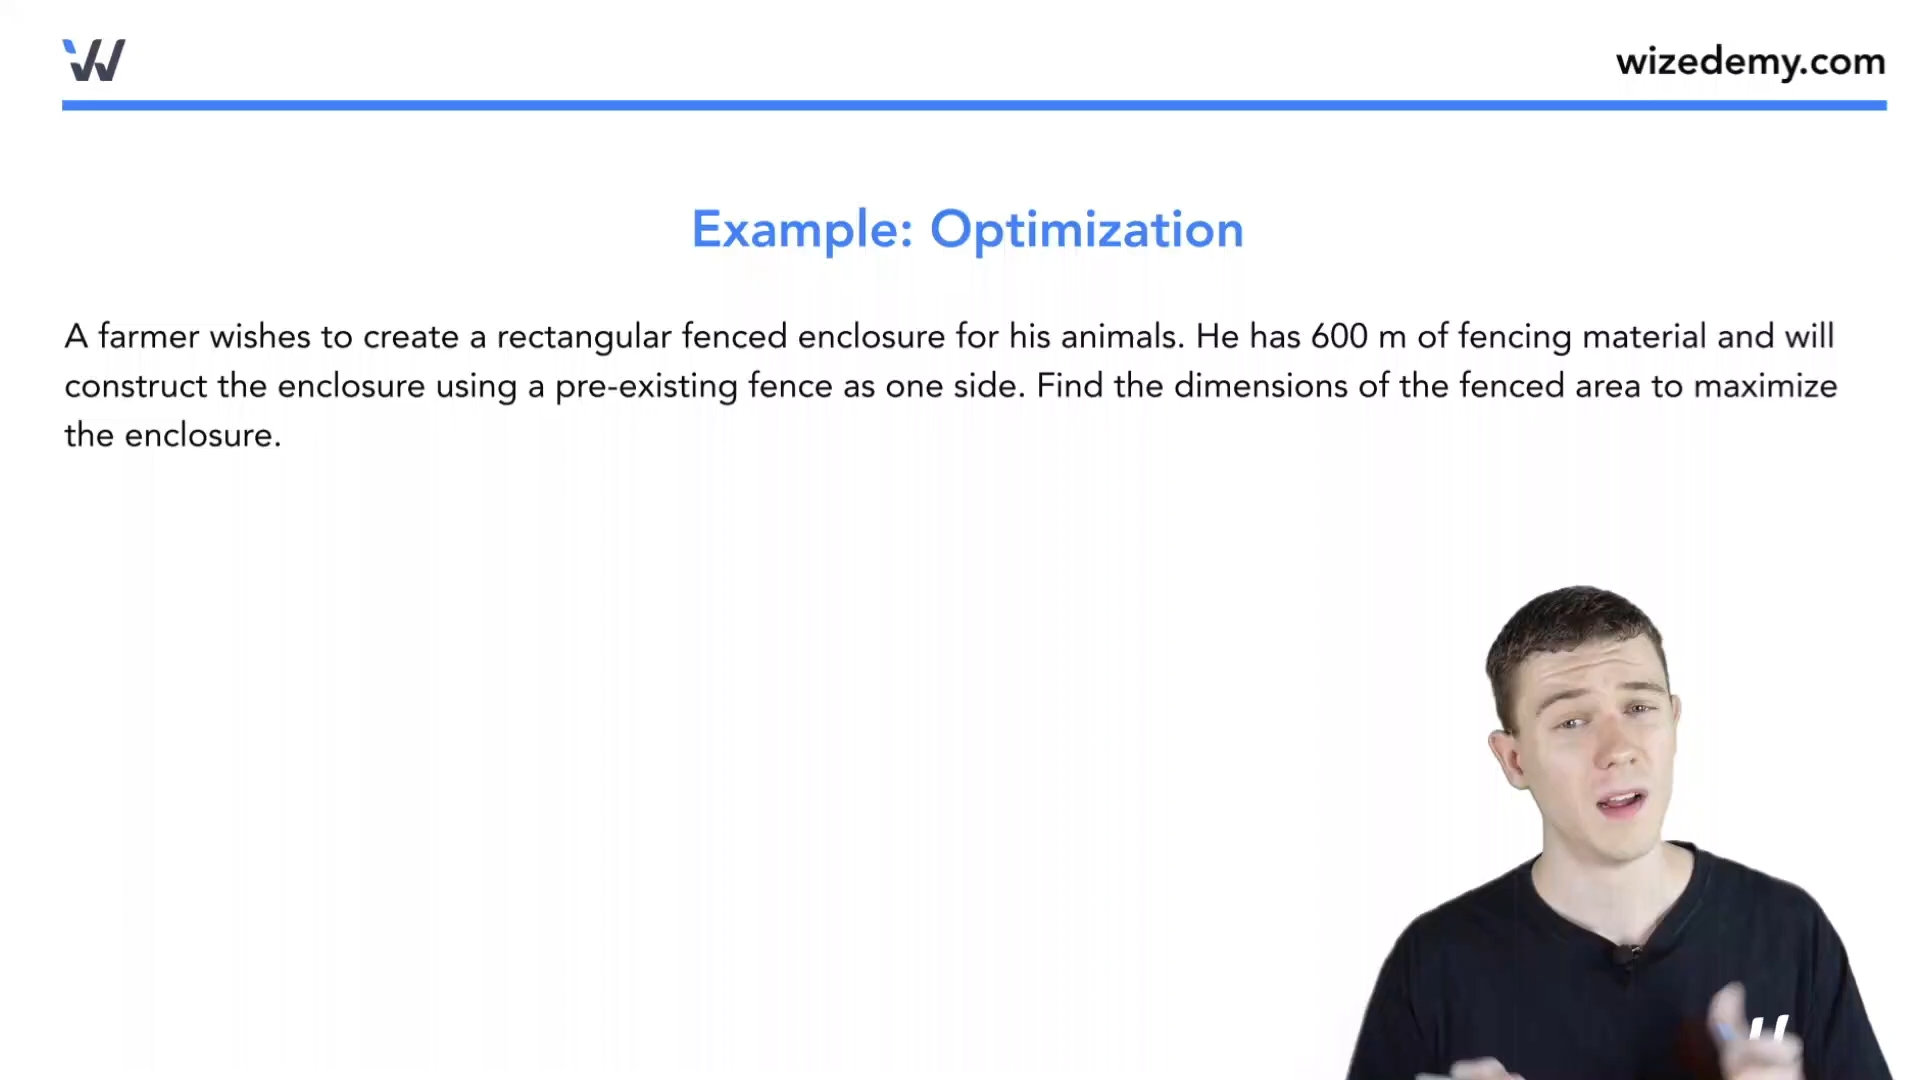 W
wizedemy.com
Example: Optimization
A farmer wishes to create a rectangular fenced enclosure for his animals. He has 600 m of fencing material and will
construct the enclosure using a pre-existing fence as one side. Find the dimensions of the fenced area to maximize
the enclosure.